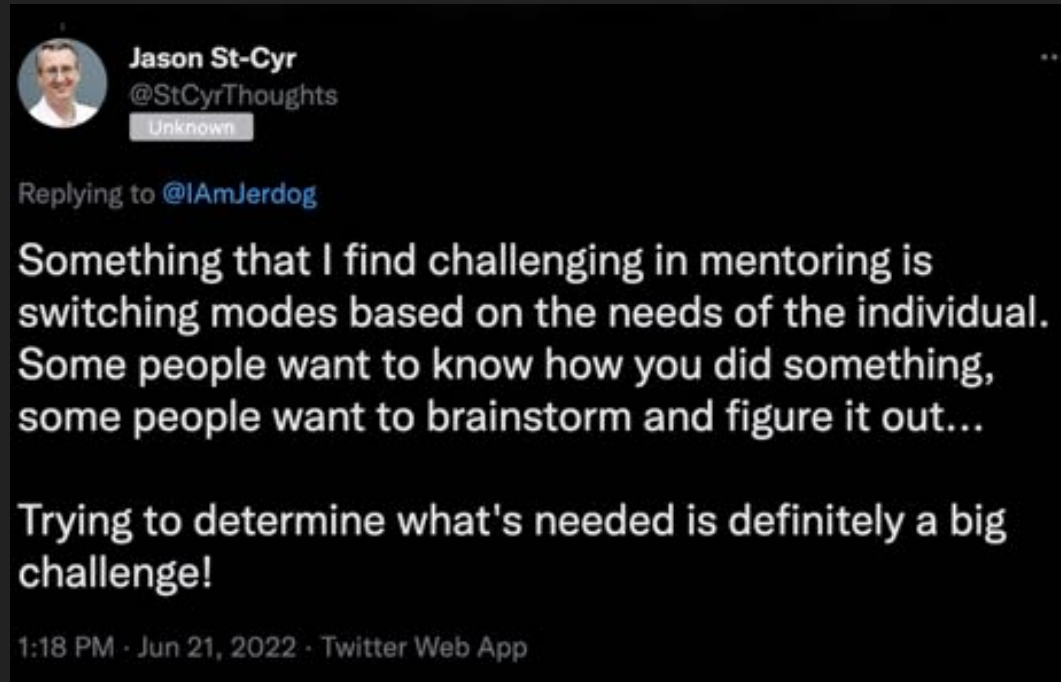 Jason St-Cyr
@StCyrThoughts
Unknown
Replying to @IAmJerdog
Something that I find challenging in mentoring is
switching modes based on the needs of the individual.
Some people want to know how you did something,
some people want to brainstorm and figure it out...
Trying to determine what's needed is definitely a big
challenge!
1:18 PM · Jun 21, 2022 · Twitter Web App